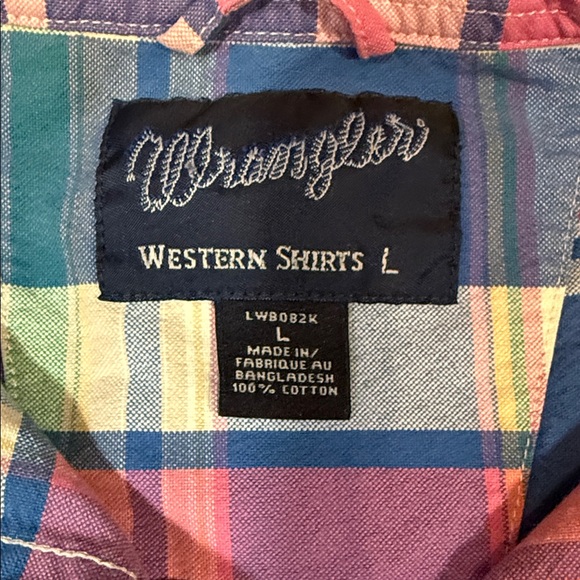 Wrangler
WESTERN SHIRTS L
LWB082K
L
MADE IN/
FABRIQUE AU
BANGLADESH
100% COTTON